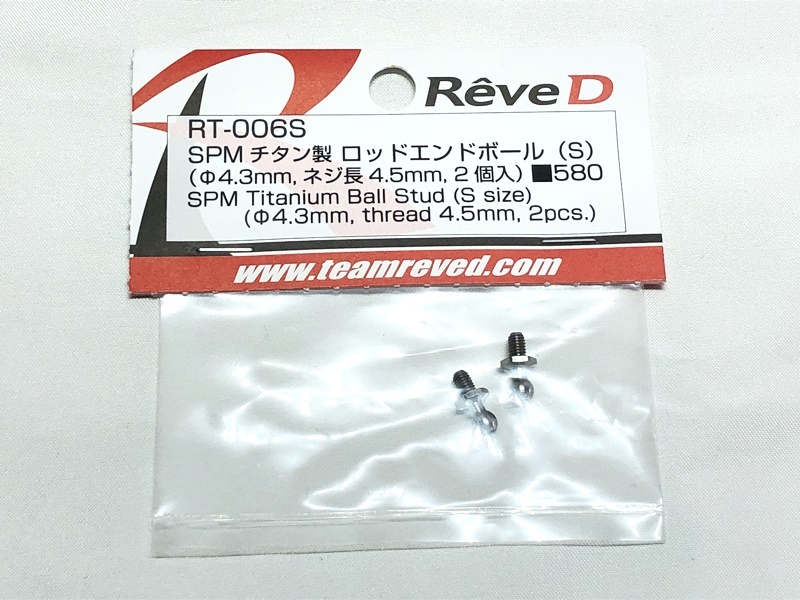 RêveD
RT-006S
SPM チタン製 ロッドエンドボール（S）
（Φ4.3mm, ネジ長 4.5mm, 2 個入）■580
SPM Titanium Ball Stud (S size)
(Φ4.3mm, thread 4.5mm, 2pcs.)
www.teamreved.com